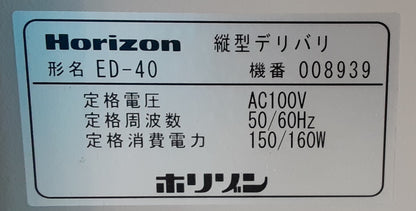 Horizon 縦型デリバリ
形名 ED-40 機番 008939
定格電圧 AC100V
定格周波数 50/60Hz
定格消費電力 150/160W
ホリゾン